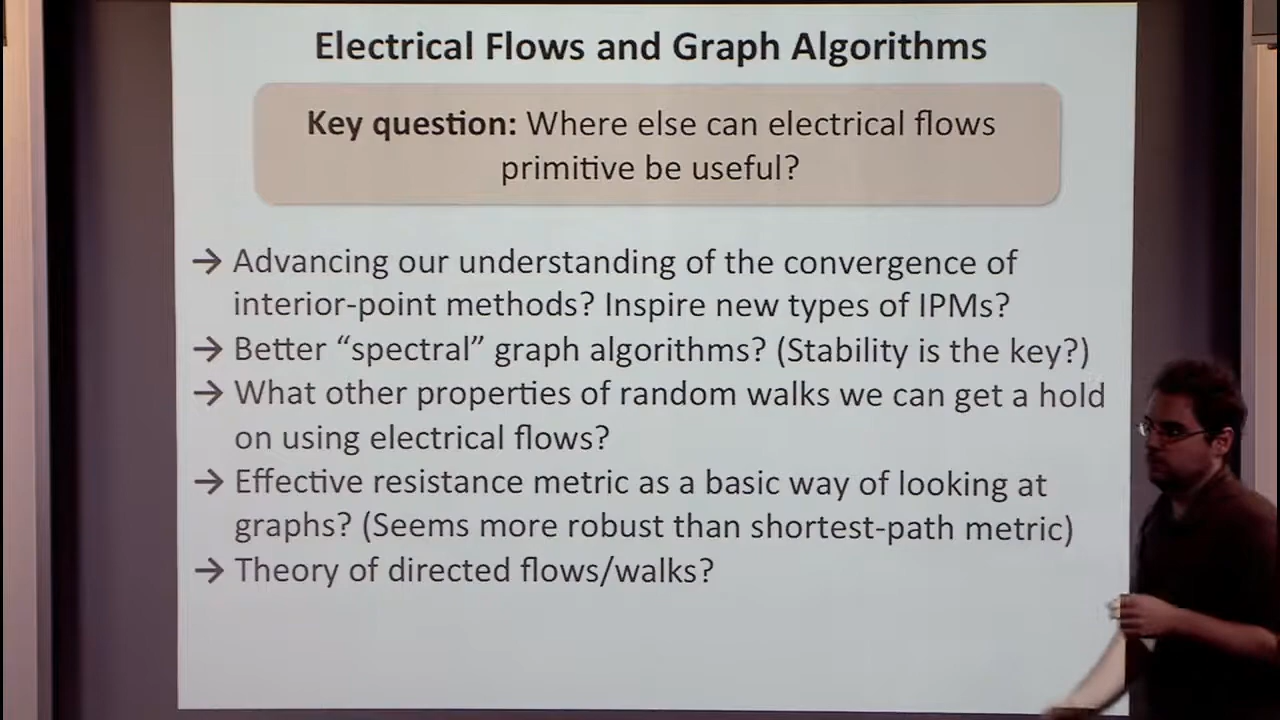 Electrical Flows and Graph Algorithms
Key question: Where else can electrical flows
primitive be useful?
→ Advancing our understanding of the convergence of
interior-point methods? Inspire new types of IPMs?
→ Better “spectral” graph algorithms? (Stability is the key?)
→ What other properties of random walks we can get a hold
on using electrical flows?
→ Effective resistance metric as a basic way of looking at
graphs? (Seems more robust than shortest-path metric)
→ Theory of directed flows/walks?